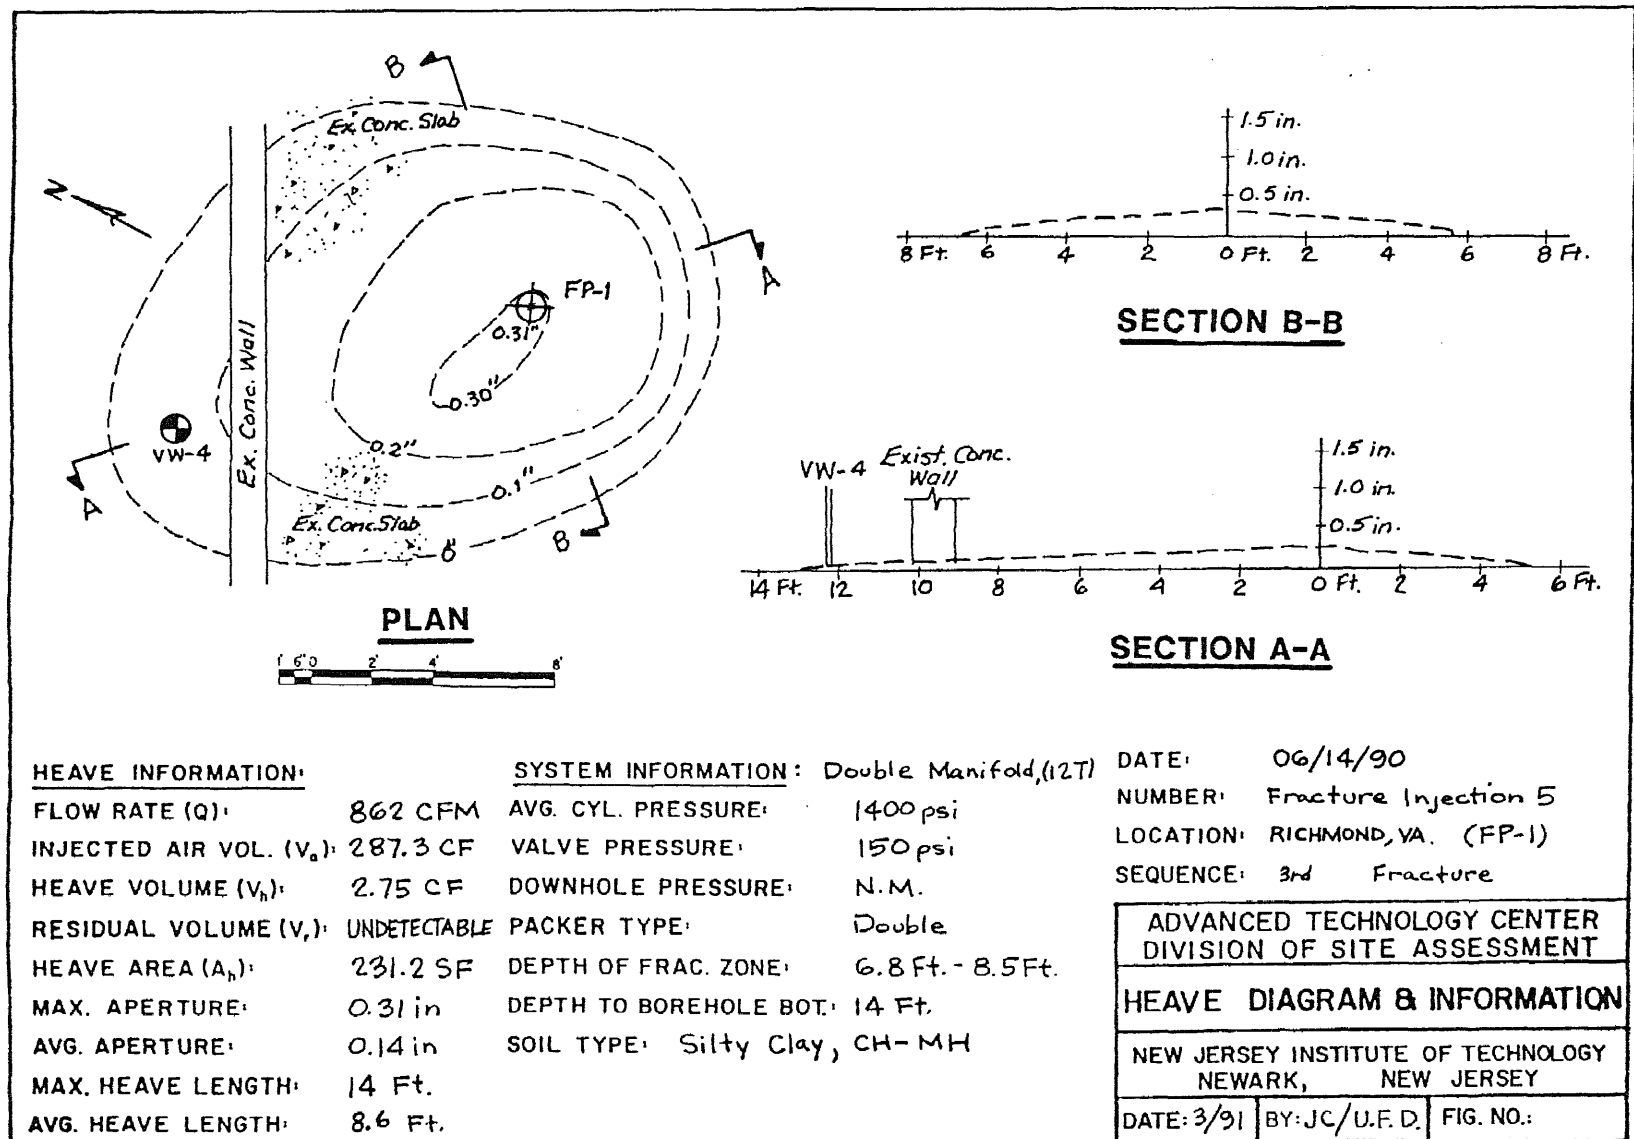 B
Ex. Conc. Slab
N
FP-1
A
0.31"
0.30"
Ex. Conc. Wall
VW-4
0.2"
0.1"
A
Ex. Conc. Slab
0"
B
PLAN
1' 6" 0 2' 4' 8'
1.5 in.
1.0 in.
0.5 in.
8 Ft. 6 4 2 0 Ft. 2 4 6 8 Ft.
SECTION B-B
VW-4 Exist. Conc. Wall
1.5 in.
1.0 in.
0.5 in.
14 Ft. 12 10 8 6 4 2 0 Ft. 2 4 6 Ft.
SECTION A-A
HEAVE INFORMATION:
FLOW RATE (Q): 862 CFM
INJECTED AIR VOL. (Va): 287.3 CF
HEAVE VOLUME (Vh): 2.75 CF
RESIDUAL VOLUME (Vr): UNDETECTABLE
HEAVE AREA (Ah): 231.2 SF
MAX. APERTURE: 0.31 in
AVG. APERTURE: 0.14 in
MAX. HEAVE LENGTH: 14 Ft.
AVG. HEAVE LENGTH: 8.6 Ft.
SYSTEM INFORMATION: Double Manifold, (12T)
AVG. CYL. PRESSURE: 1400 psi
VALVE PRESSURE: 150 psi
DOWNHOLE PRESSURE: N.M.
PACKER TYPE: Double
DEPTH OF FRAC. ZONE: 6.8 Ft. - 8.5 Ft.
DEPTH TO BOREHOLE BOT.: 14 Ft.
SOIL TYPE: Silty Clay, CH-MH
DATE: 06/14/90
NUMBER: Fracture Injection 5
LOCATION: RICHMOND, VA. (FP-1)
SEQUENCE: 3rd Fracture
ADVANCED TECHNOLOGY CENTER
DIVISION OF SITE ASSESSMENT
HEAVE DIAGRAM & INFORMATION
NEW JERSEY INSTITUTE OF TECHNOLOGY
NEWARK, NEW JERSEY
DATE: 3/91 BY: JC/U.F.D. FIG. NO.: